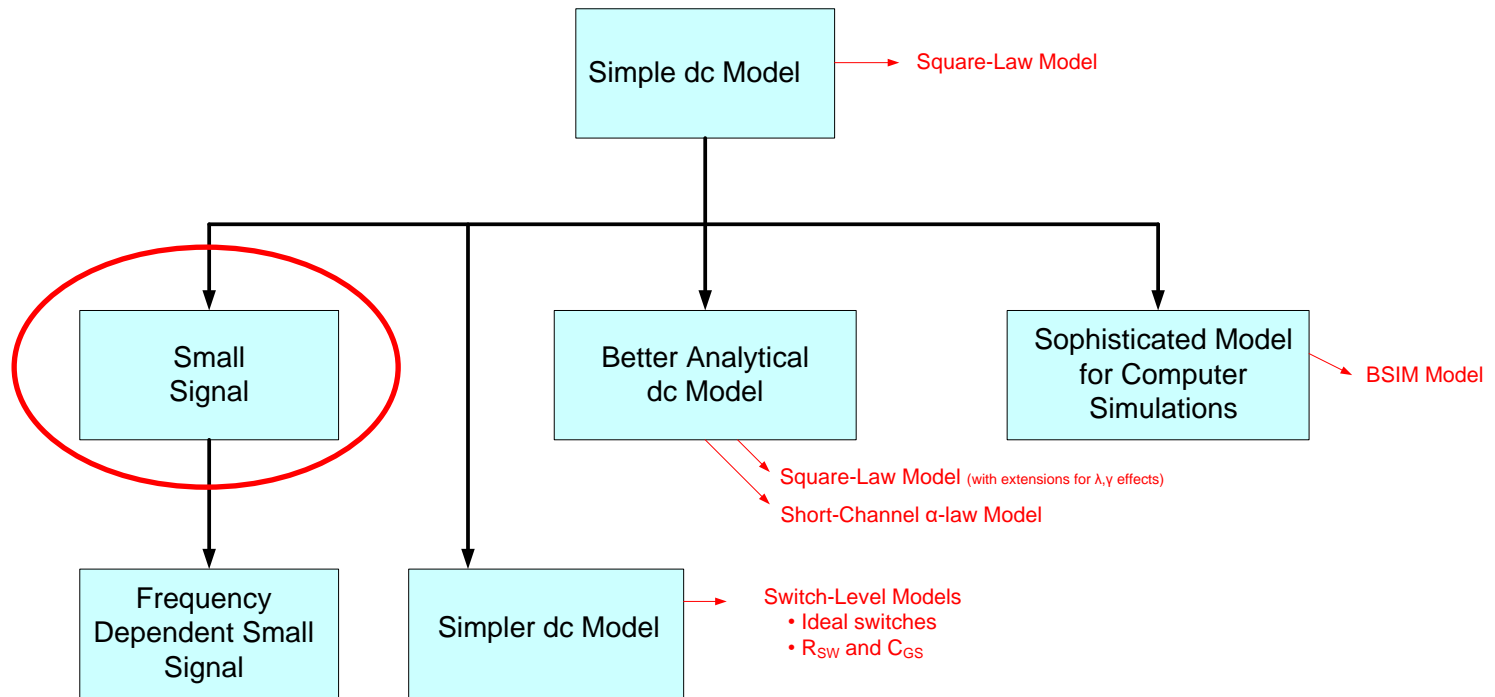 Simple dc Model
Square-Law Model
Small
Signal
Better Analytical
dc Model
Sophisticated Model
for Computer
Simulations
BSIM Model
Square-Law Model (with extensions for λ,γ effects)
Short-Channel α-law Model
Frequency
Dependent Small
Signal
Simpler dc Model
Switch-Level Models
• Ideal switches
• RSW and CGS